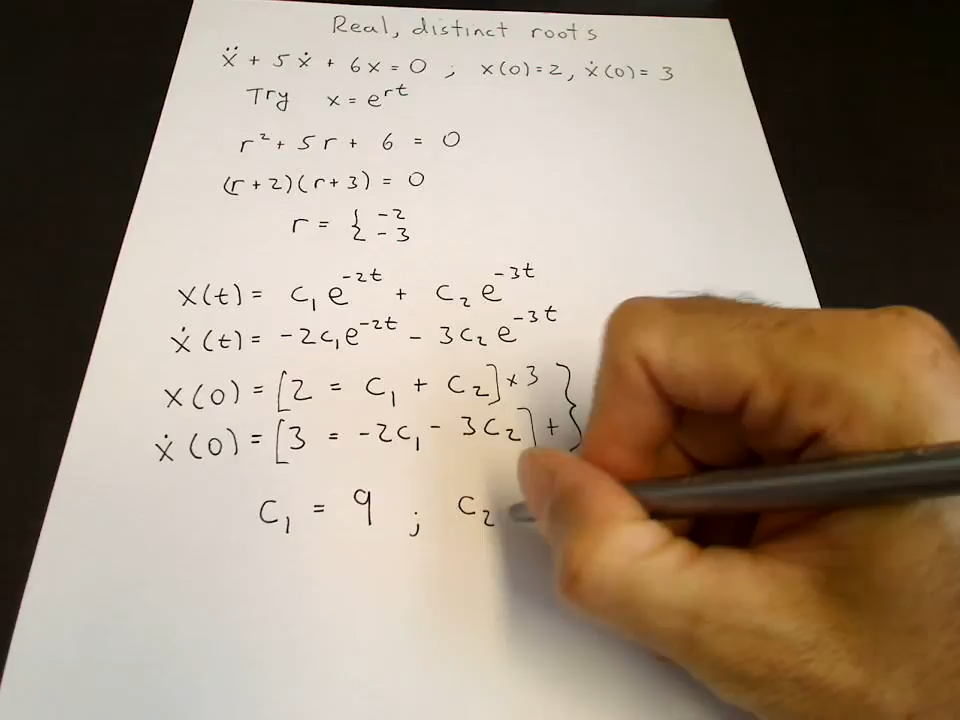 Real, distinct roots
ẍ + 5ẋ + 6x = 0 ; x(0) = 2, ẋ(0) = 3
Try x = e^{rt}
r² + 5r + 6 = 0
(r + 2)(r + 3) = 0
r = { -2
-3
x(t) = c₁e^{-2t} + c₂e^{-3t}
ẋ(t) = -2c₁e^{-2t} - 3c₂e^{-3t}
x(0) = [2 = c₁ + c₂] × 3 }
ẋ(0) = [3 = -2c₁ - 3c₂] +
c₁ = 9 ; c₂